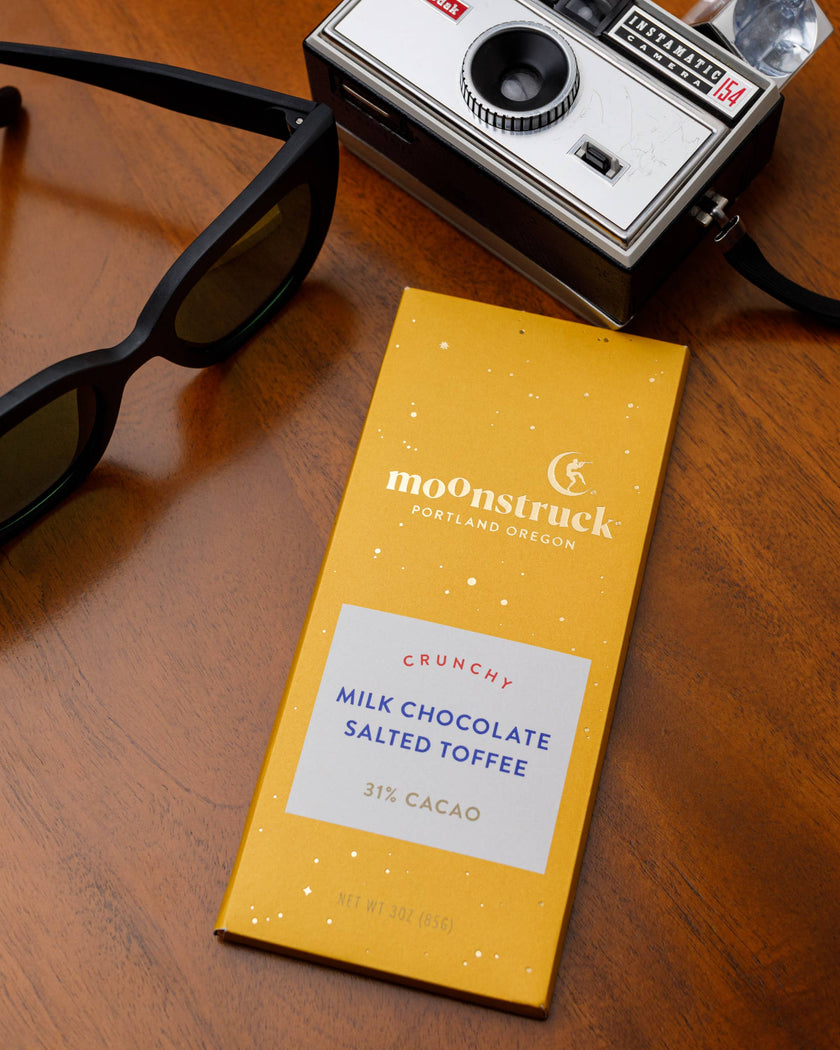 INSTAMATIC
CAMERA
154
moonstruck
PORTLAND OREGON
CRUNCHY
MILK CHOCOLATE
SALTED TOFFEE
31% CACAO
NET WT 3OZ (85G)